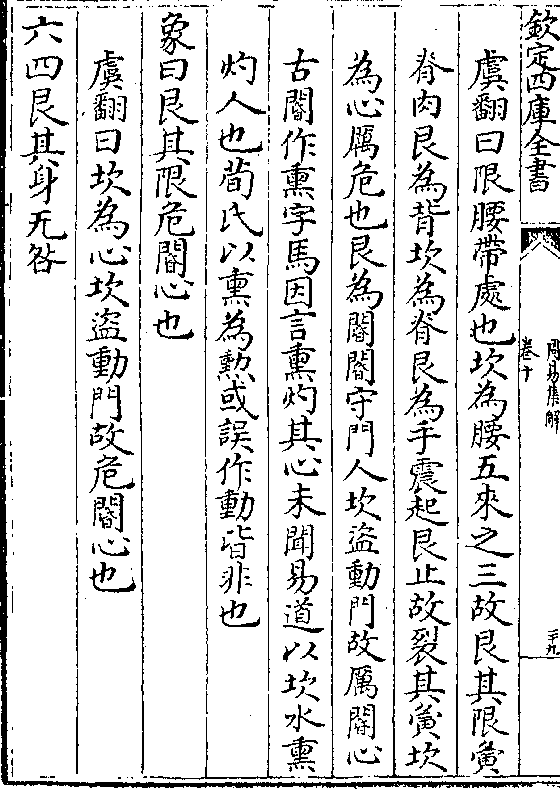 欽定四庫全書
周易集解
卷十
二十九
虞翻曰限腰帶處也坎為腰五來之三故艮其限夤
脊肉艮為背坎為脊艮為手震起艮止故裂其夤坎
為心厲危也艮為閽閽守門人坎盜動門故厲閽心
古閽作熏字馬因言熏灼其心未聞易道以坎水熏
灼人也荀氏以熏為勲或誤作動皆非也
象曰艮其限危閽心也
虞翻曰坎為心坎盜動門故危閽心也
六四艮其身无咎